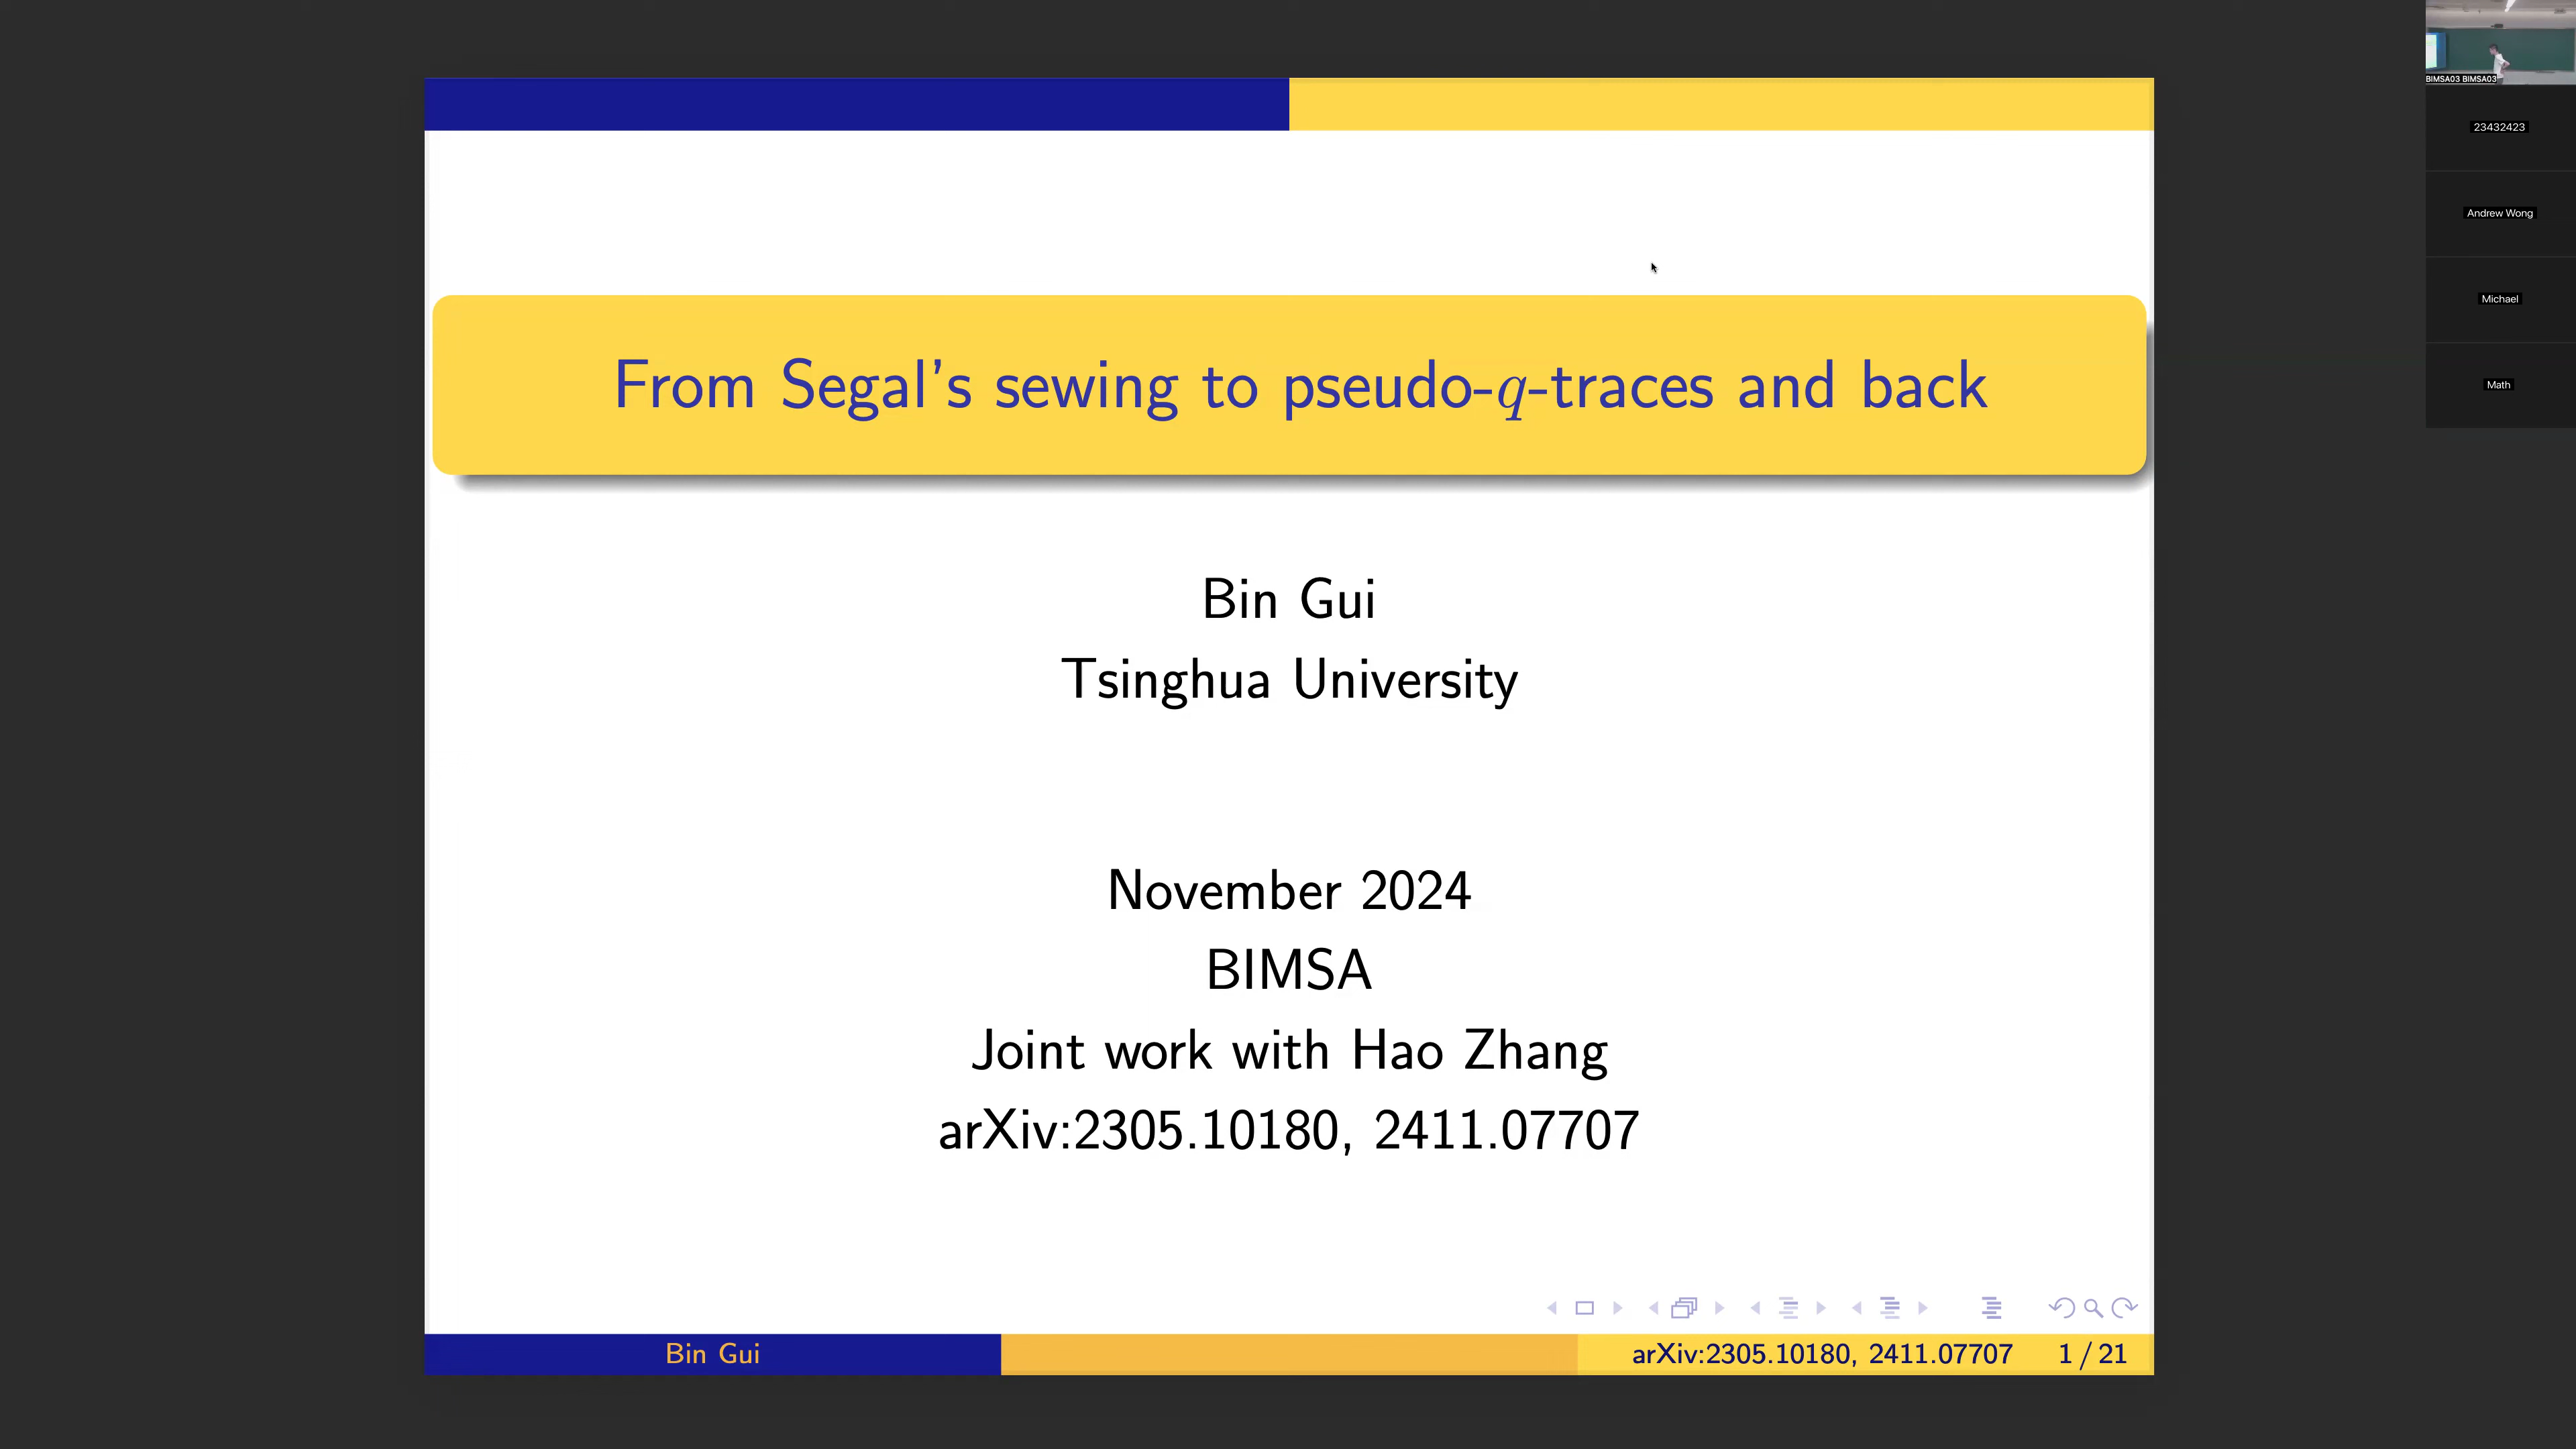 From Segal's sewing to pseudo-q-traces and back
Bin Gui
Tsinghua University
November 2024
BIMSA
Joint work with Hao Zhang
arXiv:2305.10180, 2411.07707
Bin Gui
arXiv:2305.10180, 2411.07707 1 / 21
BIMSA03 BIMSA03
23432423
Andrew Wong
Michael
Math